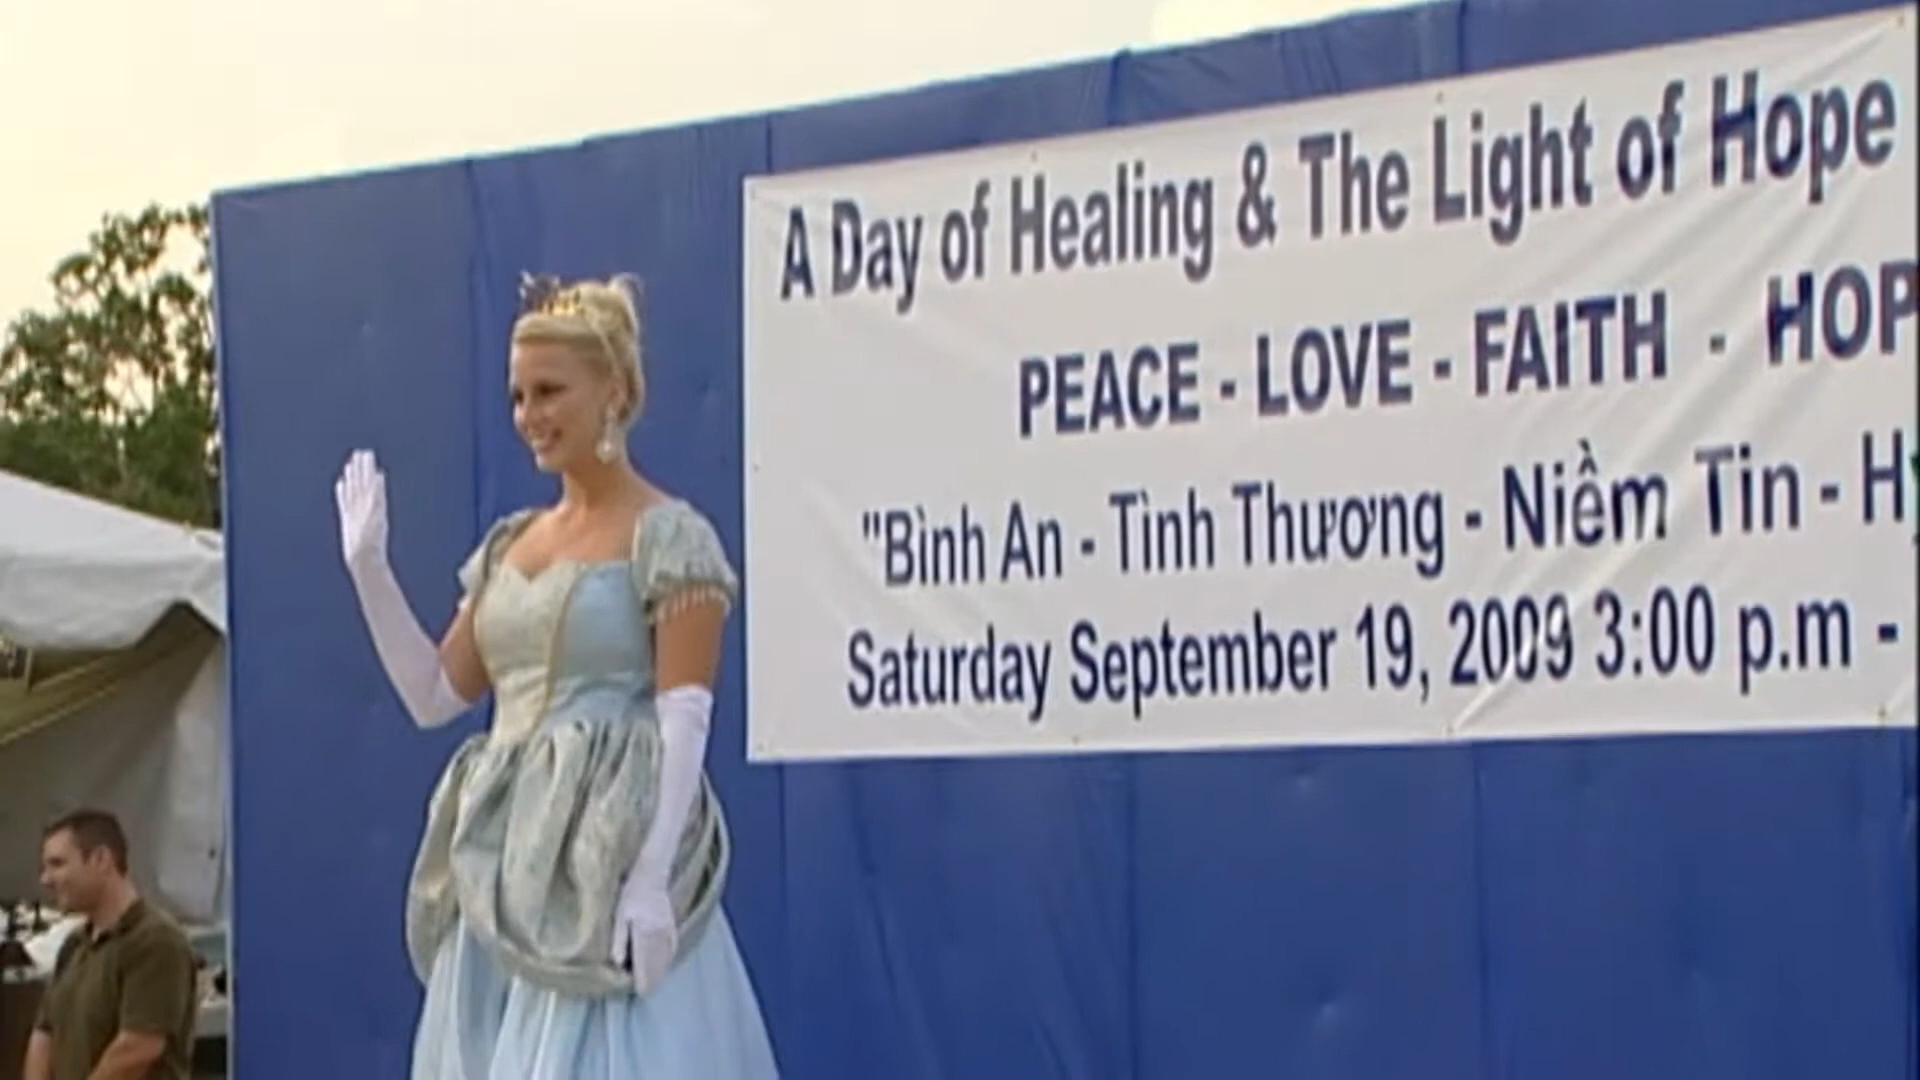 A Day of Healing & The Light of Hope
PEACE - LOVE - FAITH - HOP
"Bình An - Tình Thương - Niềm Tin - H
Saturday September 19, 2009 3:00 p.m -